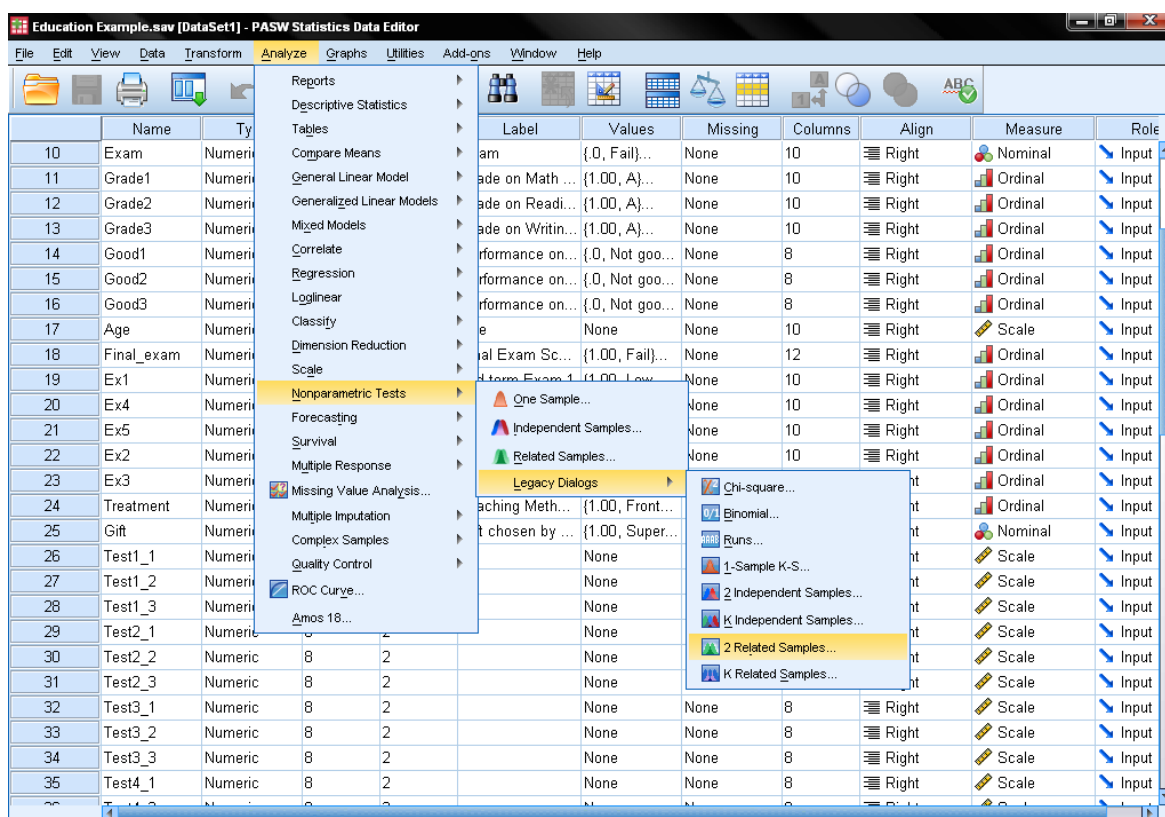 Education Example.sav [DataSet1] - PASW Statistics Data Editor
File Edit View Data Transform Analyze Graphs Utilities Add-ons Window Help
Name Ty Label Values Missing Columns Align Measure Role
10 Exam Numeri am {.0, Fail}... None 10 Right Nominal Input
11 Grade1 Numeri ade on Math ... {1.00, A}... None 10 Right Ordinal Input
12 Grade2 Numeri ade on Readi... {1.00, A}... None 10 Right Ordinal Input
13 Grade3 Numeri ade on Writin... {1.00, A}... None 10 Right Ordinal Input
14 Good1 Numeri rformance on... {.0, Not goo... None 8 Right Ordinal Input
15 Good2 Numeri rformance on... {.0, Not goo... None 8 Right Ordinal Input
16 Good3 Numeri rformance on... {.0, Not goo... None 8 Right Ordinal Input
17 Age Numeri e None None 10 Right Scale Input
18 Final_exam Numeri al Exam Sc... {1.00, Fail}... None 12 Right Ordinal Input
19 Ex1 Numeri d term Exam 1 {1.00, Low None 10 Right Ordinal Input
20 Ex4 Numeri None 10 Right Ordinal Input
21 Ex5 Numeri None 10 Right Ordinal Input
22 Ex2 Numeri None 10 Right Ordinal Input
23 Ex3 Numeri ht Ordinal Input
24 Treatment Numeri aching Meth... {1.00, Front... ht Ordinal Input
25 Gift Numeri t chosen by ... {1.00, Super... ht Nominal Input
26 Test1_1 Numeri None ht Scale Input
27 Test1_2 Numeri None ht Scale Input
28 Test1_3 Numeri None ht Scale Input
29 Test2_1 Numeric 8 2 None ht Scale Input
30 Test2_2 Numeric 8 2 None ht Scale Input
31 Test2_3 Numeric 8 2 None ht Scale Input
32 Test3_1 Numeric 8 2 None None 8 Right Scale Input
33 Test3_2 Numeric 8 2 None None 8 Right Scale Input
34 Test3_3 Numeric 8 2 None None 8 Right Scale Input
35 Test4_1 Numeric 8 2 None None 8 Right Scale Input
Reports
Descriptive Statistics
Tables
Compare Means
General Linear Model
Generalized Linear Models
Mixed Models
Correlate
Regression
Loglinear
Classify
Dimension Reduction
Scale
Nonparametric Tests
Forecasting
Survival
Multiple Response
Missing Value Analysis...
Multiple Imputation
Complex Samples
Quality Control
ROC Curve...
Amos 18...
One Sample...
Independent Samples...
Related Samples...
Legacy Dialogs
Chi-square...
Binomial...
Runs...
1-Sample K-S...
2 Independent Samples...
K Independent Samples...
2 Related Samples...
K Related Samples...